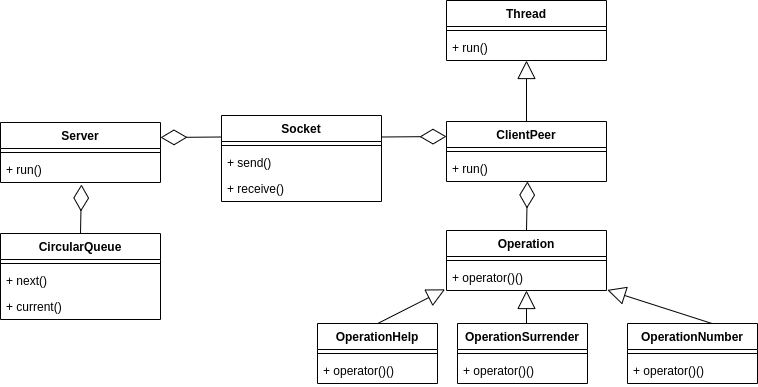 Thread
+ run()
Server
+ run()
Socket
+ send()
+ receive()
ClientPeer
+ run()
CircularQueue
+ next()
+ current()
Operation
+ operator()()
OperationHelp
+ operator()()
OperationSurrender
+ operator()()
OperationNumber
+ operator()()